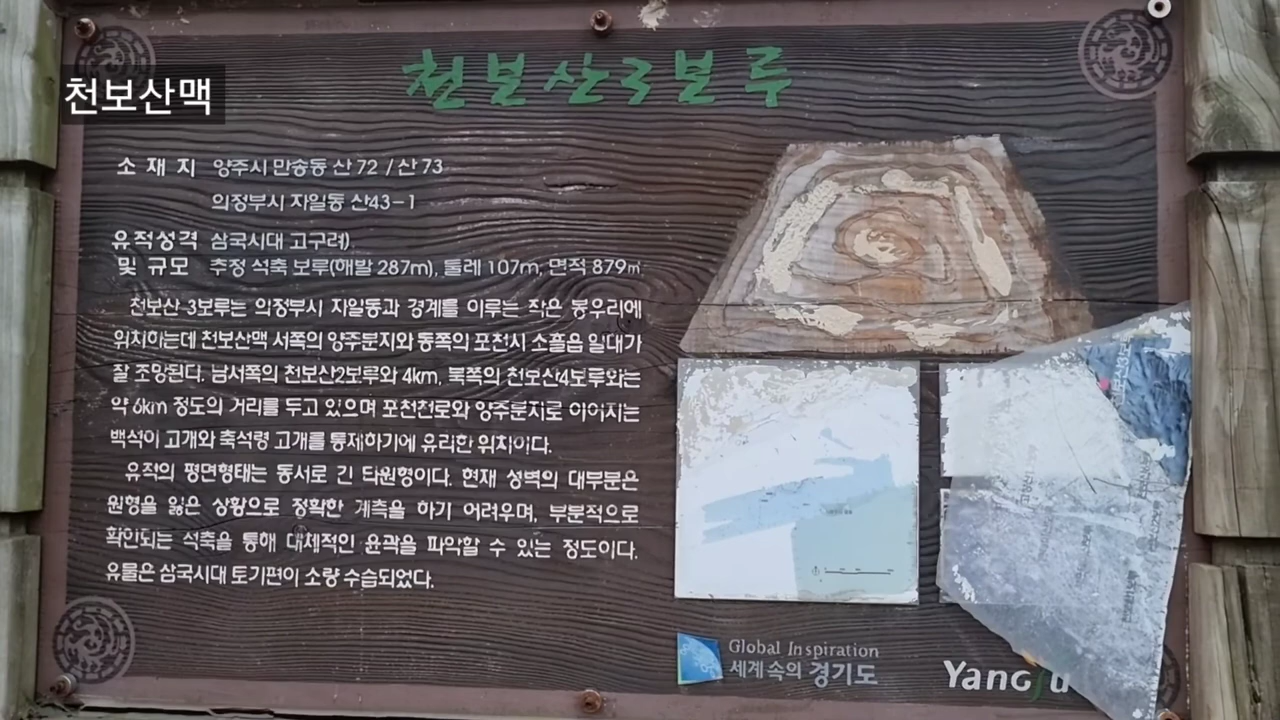 천보산맥
천보산3보루
소 재 지 양주시 만송동 산 72 / 산 73
의정부시 자일동 산43-1
유적성격 삼국시대 고구려)
및 규모 추정 석축 보루(해발 287m), 둘레 107m, 면적 879㎡
천보산 3보루는 의정부시 자일동과 경계를 이루는 작은 봉우리에
위치하는데 천보산맥 서쪽의 양주분지와 동쪽의 포천시 소흘읍 일대가
잘 조망된다. 남서쪽의 천보산2보루와 4km, 북쪽의 천보산4보루와는
약 6km 정도의 거리를 두고 있으며 포천천로와 양주분지로 이어지는
백석이 고개와 축석령 고개를 통제하기에 유리한 위치이다.
유적의 평면형태는 동서로 긴 타원형이다. 현재 성벽의 대부분은
원형을 잃은 상황으로 정확한 계측을 하기 어려우며, 부분적으로
확인되는 석축을 통해 대체적인 윤곽을 파악할 수 있는 정도이다.
유물은 삼국시대 토기편이 소량 수습되었다.
Global Inspiration
세계속의 경기도